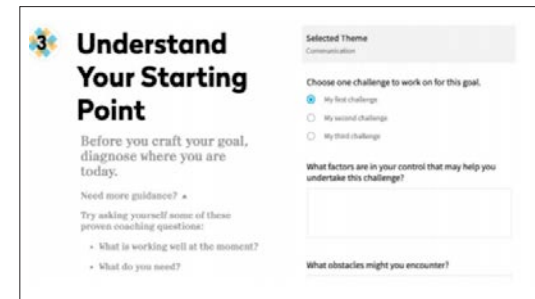 3
Understand
Your Starting
Point
Before you craft your goal,
diagnose where you are
today.
Need more guidance? ▲
Try asking yourself some of these
proven coaching questions:
• What is working well at the moment?
• What do you need?
Selected Theme
Communication
Choose one challenge to work on for this goal.
My first challenge
My second challenge
My third challenge
What factors are in your control that may help you
undertake this challenge?
What obstacles might you encounter?